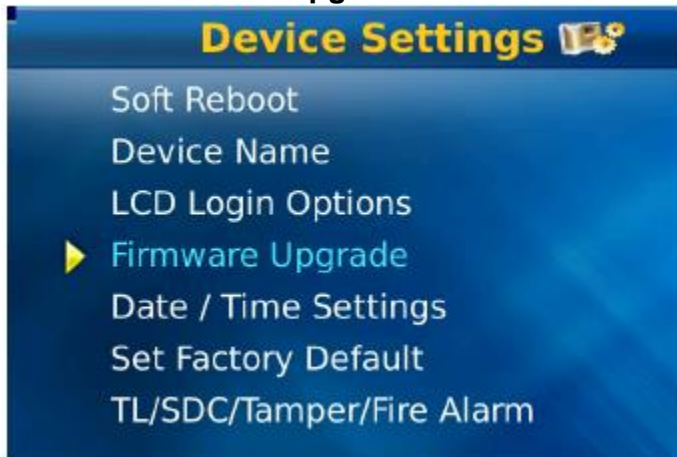 Device Settings
Soft Reboot
Device Name
LCD Login Options
Firmware Upgrade
Date / Time Settings
Set Factory Default
TL/SDC/Tamper/Fire Alarm